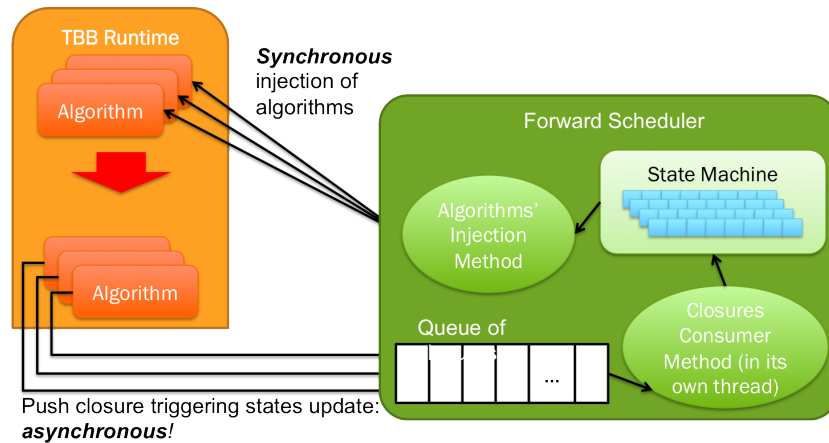 TBB Runtime
Algorithm
Algorithm
Synchronous
injection of
algorithms
Forward Scheduler
State Machine
Algorithms’
Injection
Method
Closures
Consumer
Method (in its
own thread)
Queue of
...
Push closure triggering states update:
asynchronous!